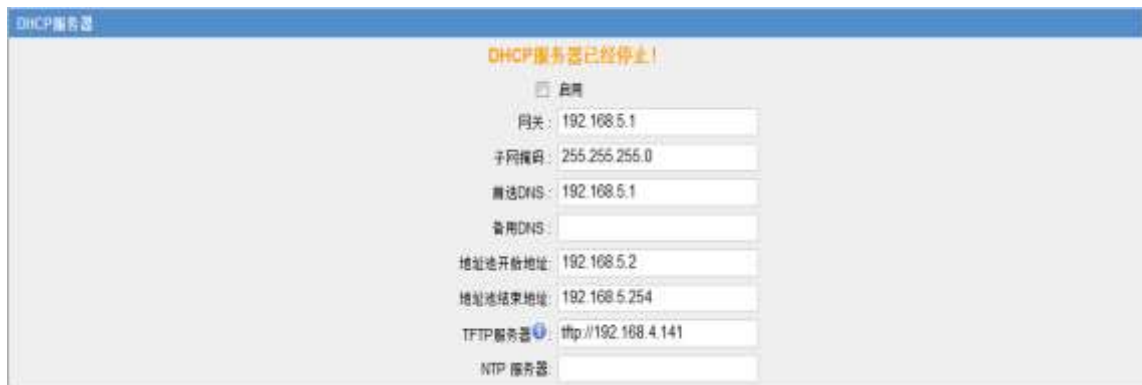 DHCP服务器
DHCP服务器已经停止!
启用
网关: 192.168.5.1
子网掩码: 255.255.255.0
首选DNS: 192.168.5.1
备用DNS:
地址池开始地址: 192.168.5.2
地址池结束地址: 192.168.5.254
TFTP服务器: tftp://192.168.4.141
NTP 服务器: